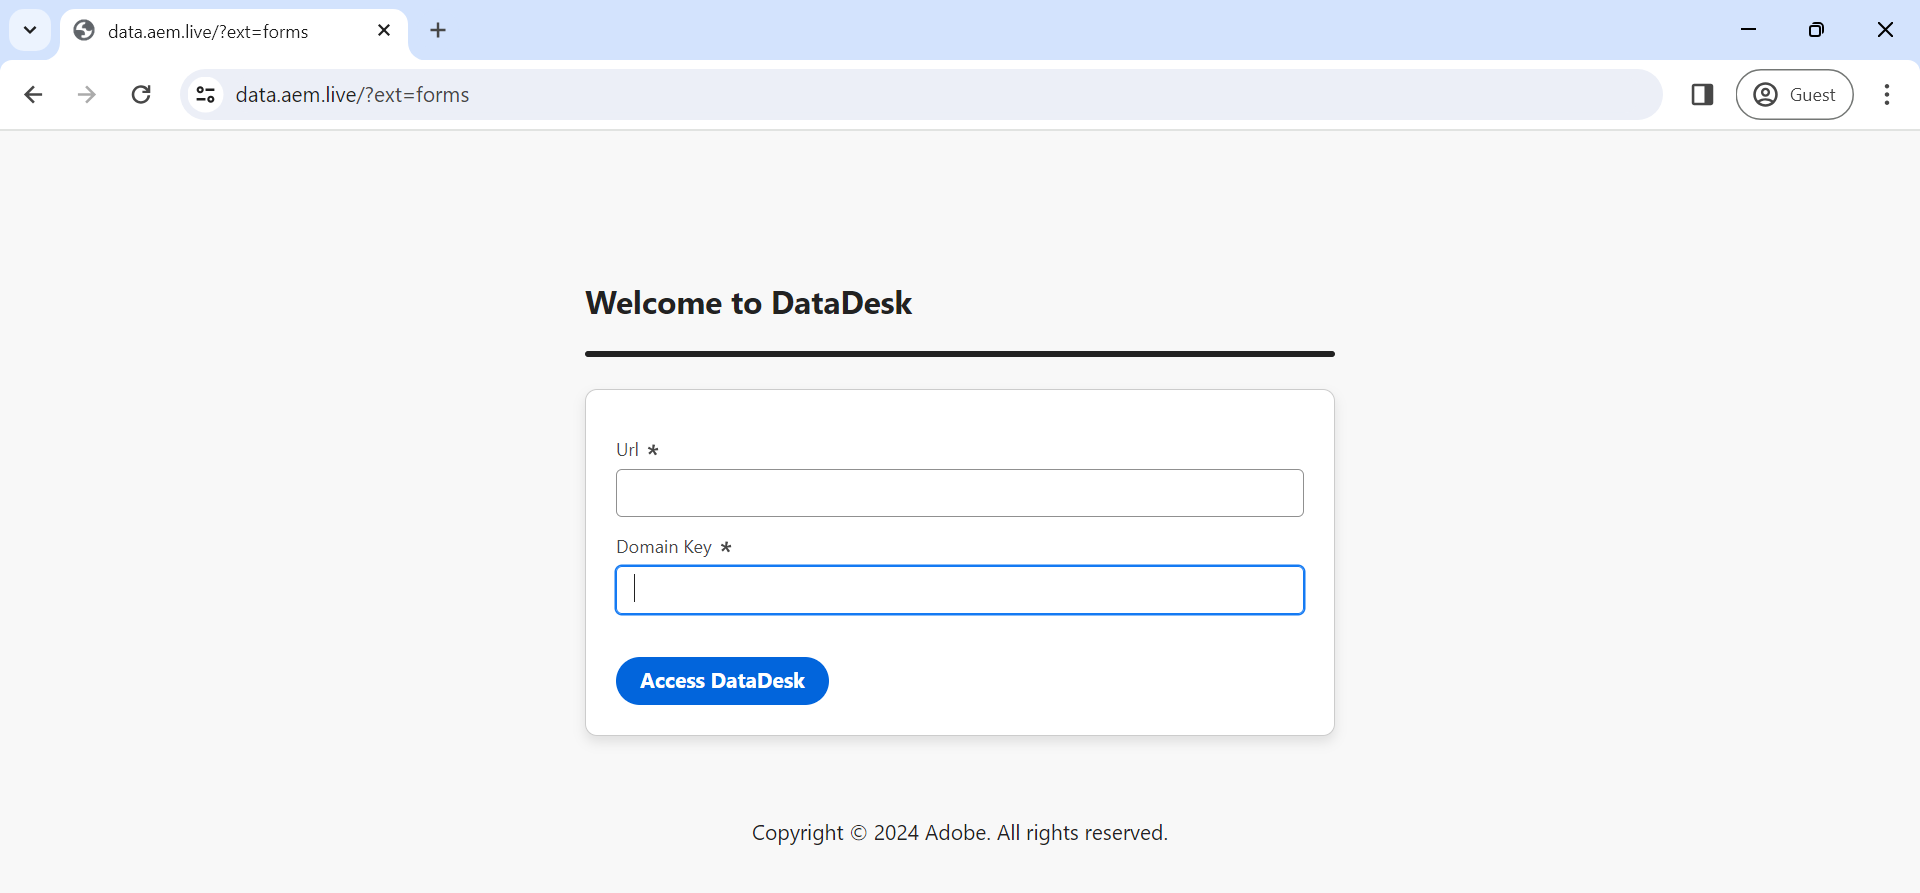 data.aem.live/?ext=forms
data.aem.live/?ext=forms
Guest
Welcome to DataDesk
Url *
Domain Key *
Access DataDesk
Copyright © 2024 Adobe. All rights reserved.